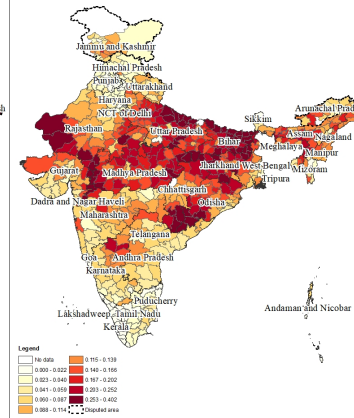 Jammu and Kashmir
Himachal Pradesh
Punjab
Uttarakhand
Haryana
NCT of Delhi
Arunachal Prad
Sikkim
Rajasthan
Uttar Pradesh
Assam
Nagaland
Bihar
Meghalaya
Manipur
Jharkhand West Bengal
Mizoram
Gujarat
Madhya Pradesh
Tripura
Chhattisgarh
Dadra and Nagar Haveli
Odisha
Maharashtra
Telangana
Goa
Andhra Pradesh
Karnataka
Puducherry
Andaman and Nicobar
Lakshadweep
Tamil Nadu
Kerala
Legend
No data
0.000 - 0.022
0.023 - 0.040
0.041 - 0.059
0.060 - 0.087
0.088 - 0.114
0.115 - 0.139
0.140 - 0.166
0.167 - 0.202
0.203 - 0.252
0.253 - 0.402
Disputed area